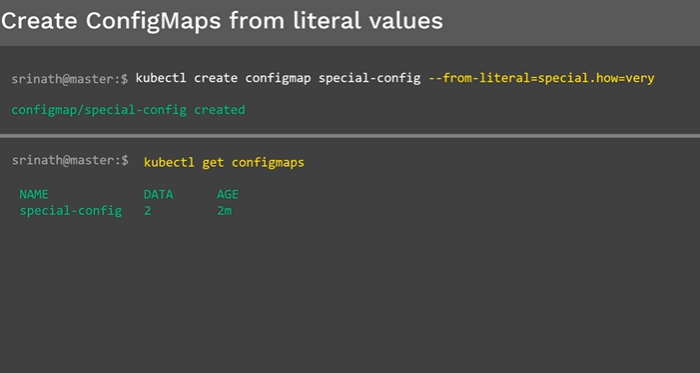 Create ConfigMaps from literal values
srinath@master:$ kubectl create configmap special-config --from-literal=special.how=very
configmap/special-config created
srinath@master:$ kubectl get configmaps
NAME DATA AGE
special-config 2 2m